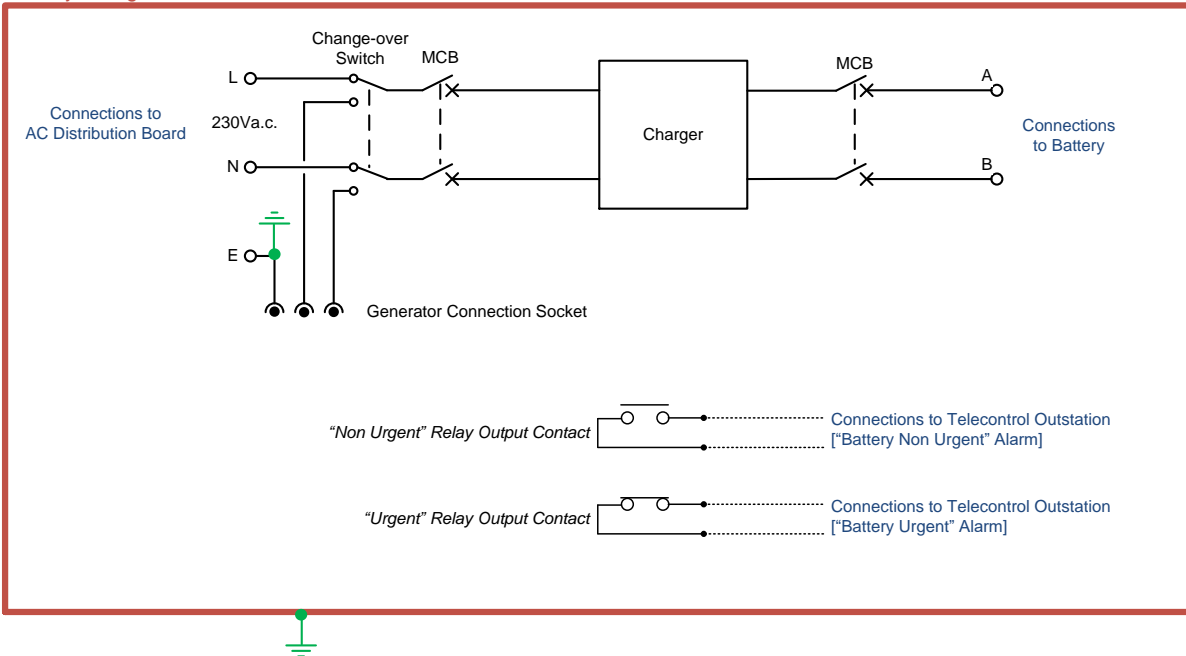 Change-over
Switch
MCB
MCB
L
A
Connections to
AC Distribution Board
230Va.c.
Charger
Connections
to Battery
N
B
E
Generator Connection Socket
“Non Urgent” Relay Output Contact
Connections to Telecontrol Outstation
[“Battery Non Urgent” Alarm]
“Urgent” Relay Output Contact
Connections to Telecontrol Outstation
[“Battery Urgent” Alarm]